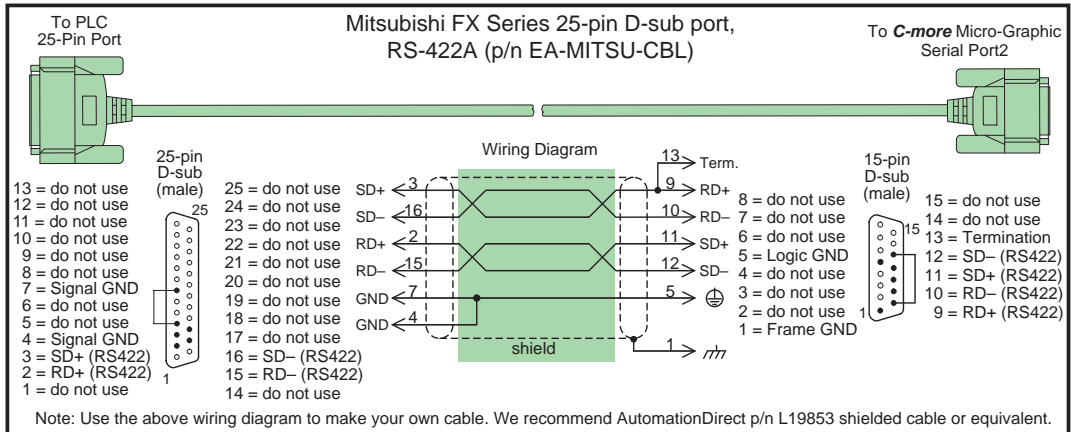 To PLC
25-Pin Port
Mitsubishi FX Series 25-pin D-sub port,
RS-422A (p/n EA-MITSU-CBL)
To C-more Micro-Graphic
Serial Port2
25-pin
D-sub
(male)
13 = do not use
12 = do not use
11 = do not use
10 = do not use
9 = do not use
8 = do not use
7 = Signal GND
6 = do not use
5 = do not use
4 = Signal GND
3 = SD+ (RS422)
2 = RD+ (RS422)
1 = do not use
25
1
25 = do not use
24 = do not use
23 = do not use
22 = do not use
21 = do not use
20 = do not use
19 = do not use
18 = do not use
17 = do not use
16 = SD– (RS422)
15 = RD– (RS422)
14 = do not use
Wiring Diagram
SD+ 3
SD– 16
RD+ 2
RD– 15
GND 7
GND 4
shield
13 Term.
9 RD+
10 RD–
11 SD+
12 SD–
5
1
8 = do not use
7 = do not use
6 = do not use
5 = Logic GND
4 = do not use
3 = do not use
2 = do not use
1 = Frame GND
15-pin
D-sub
(male)
15
1
15 = do not use
14 = do not use
13 = Termination
12 = SD– (RS422)
11 = SD+ (RS422)
10 = RD– (RS422)
9 = RD+ (RS422)
Note: Use the above wiring diagram to make your own cable. We recommend AutomationDirect p/n L19853 shielded cable or equivalent.